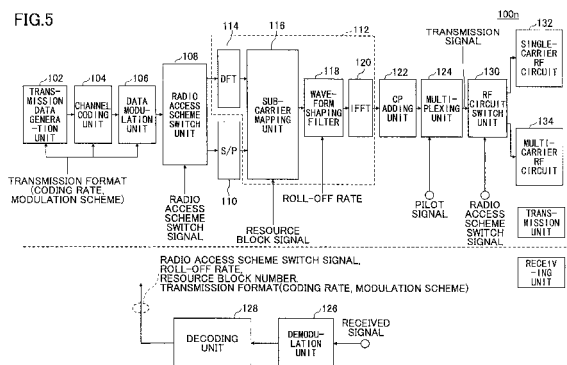 FIG.5
100n
102
TRANS-
MISSION
DATA
GENERA-
TION UNIT
104
CHANNEL
CODING
UNIT
106
DATA
MODU-
LATION
UNIT
TRANSMISSION FORMAT
(CODING RATE,
MODULATION SCHEME)
108
RADIO
ACCESS
SCHEME
SWITCH
UNIT
RADIO
ACCESS
SCHEME
SWITCH
SIGNAL
114
DFT
S/P
110
116
SUB-
CARRIER
MAPPING
UNIT
RESOURCE
BLOCK SIGNAL
112
118
WAVE-
FORM
SHAPING
FILTER
ROLL-OFF RATE
120
IFFT
122
CP
ADDING
UNIT
124
MULTI-
PLEXING
UNIT
PILOT
SIGNAL
TRANSMISSION
SIGNAL
130
RF
CIRCUIT
SWITCH
UNIT
RADIO
ACCESS
SCHEME
SWITCH
SIGNAL
132
SINGLE-
CARRIER
RF
CIRCUIT
134
MULTI-
CARRIER
RF
CIRCUIT
TRANS-
MISSION
UNIT
RADIO ACCESS SCHEME SWITCH SIGNAL,
ROLL-OFF RATE,
RESOURCE BLOCK NUMBER,
TRANSMISSION FORMAT(CODING RATE, MODULATION SCHEME)
RECEIV
-ING
UNIT
128
DECODING
UNIT
126
DEMODU-
LATION
UNIT
RECEIVED
SIGNAL